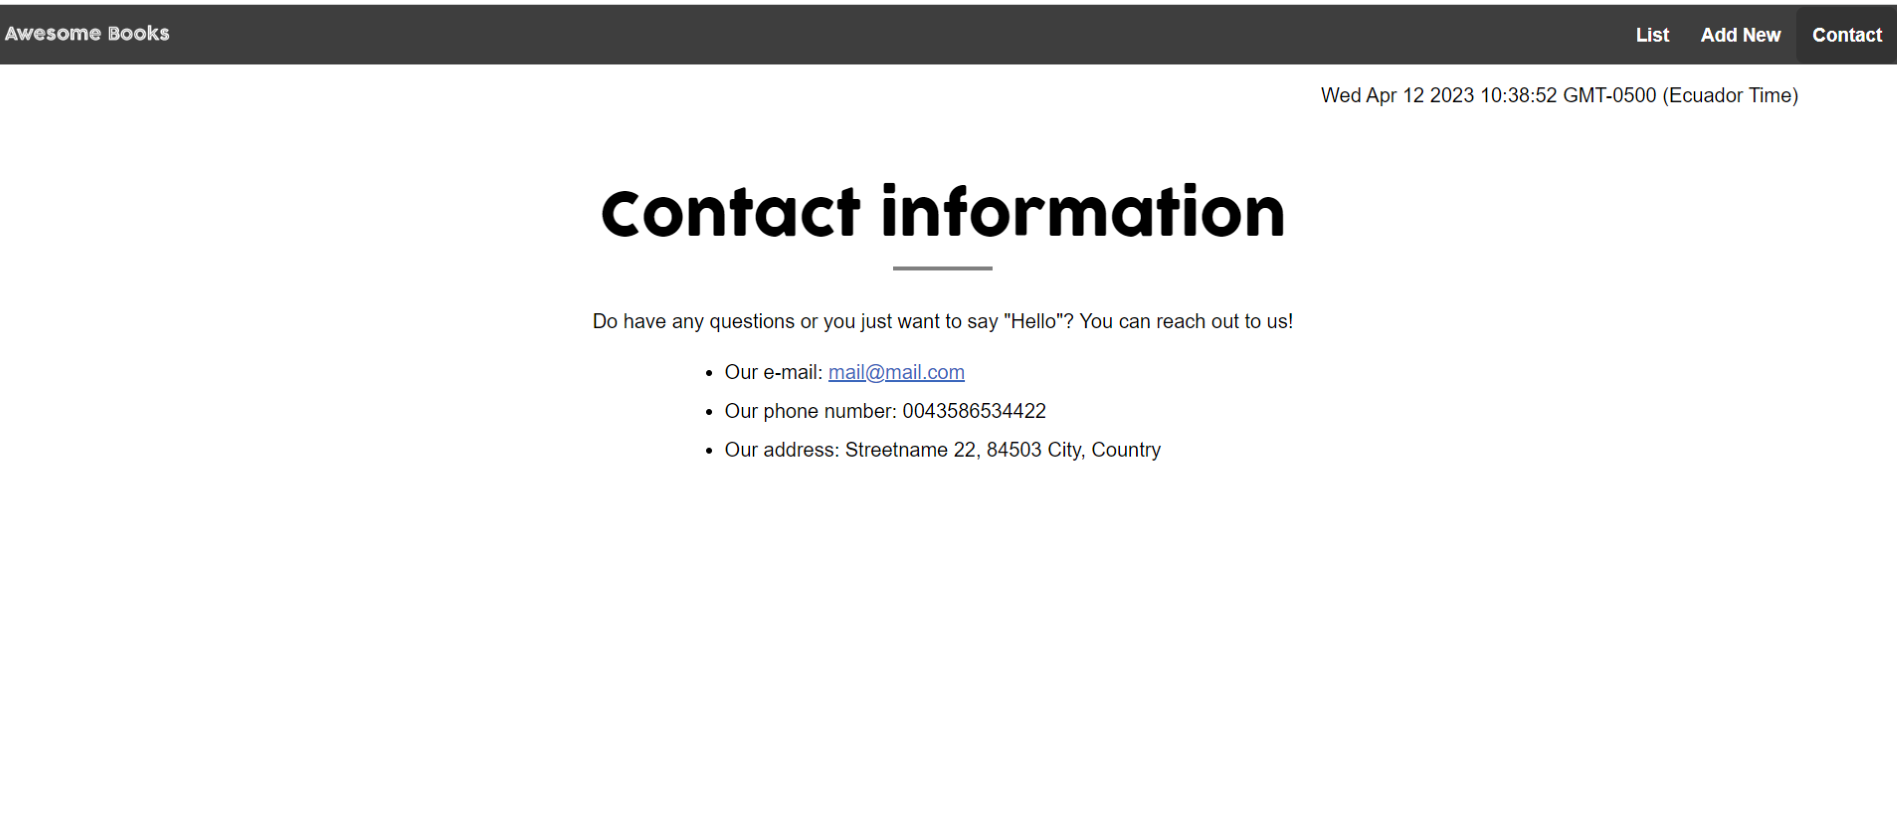 Awesome Books
List Add New Contact
Wed Apr 12 2023 10:38:52 GMT-0500 (Ecuador Time)
Contact information
Do have any questions or you just want to say "Hello"? You can reach out to us!
• Our e-mail: mail@mail.com
• Our phone number: 0043586534422
• Our address: Streetname 22, 84503 City, Country